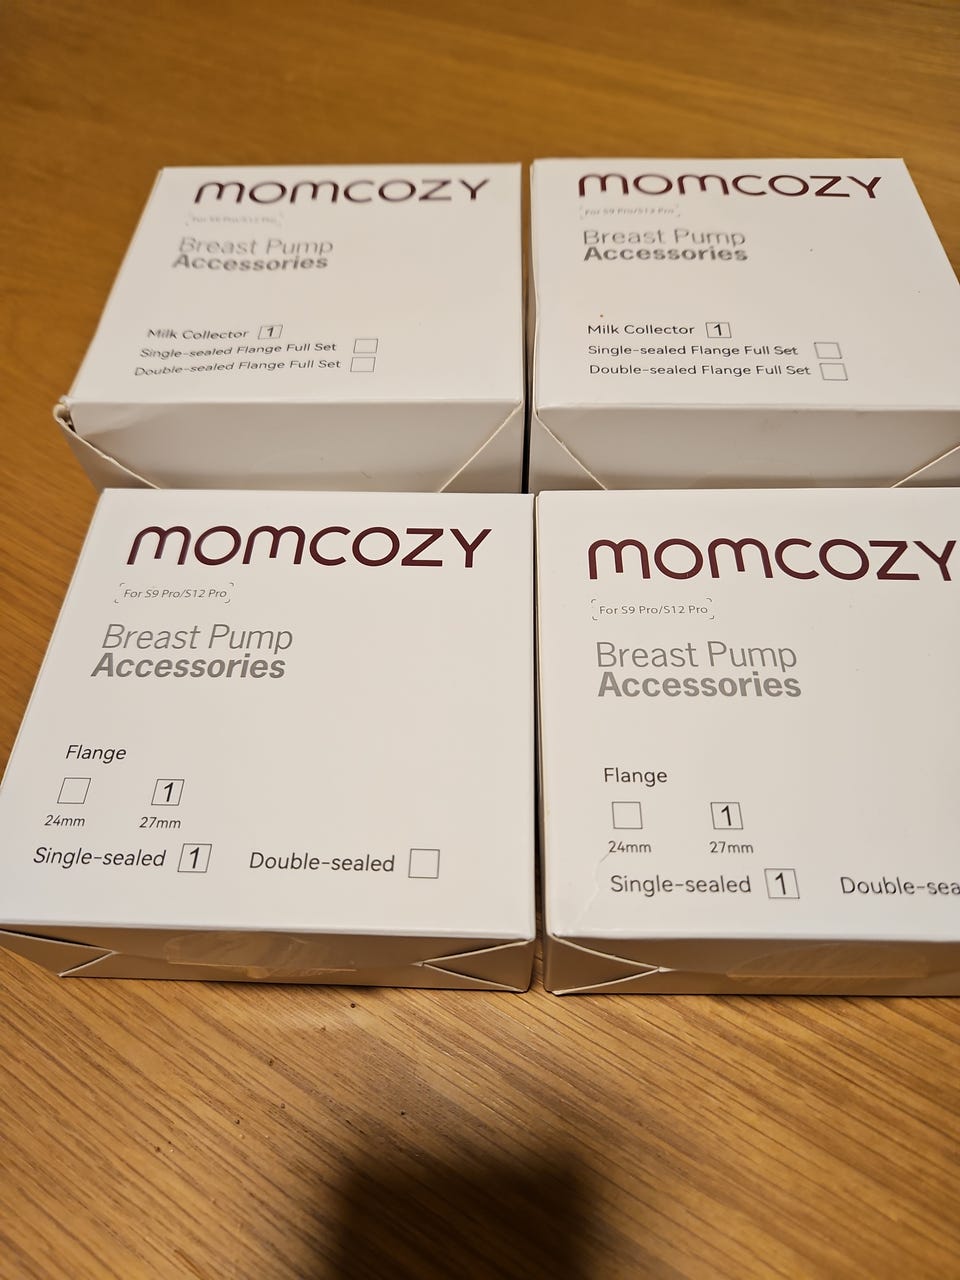 momcozy
For S9 Pro/S12 Pro
Breast Pump
Accessories
Milk Collector 1
Single-sealed Flange Full Set
Double-sealed Flange Full Set
momcozy
For S9 Pro/S12 Pro
Breast Pump
Accessories
Milk Collector 1
Single-sealed Flange Full Set
Double-sealed Flange Full Set
momcozy
For S9 Pro/S12 Pro
Breast Pump
Accessories
Flange
1
24mm 27mm
Single-sealed 1 Double-sealed
momcozy
For S9 Pro/S12 Pro
Breast Pump
Accessories
Flange
1
24mm 27mm
Single-sealed 1 Double-sea